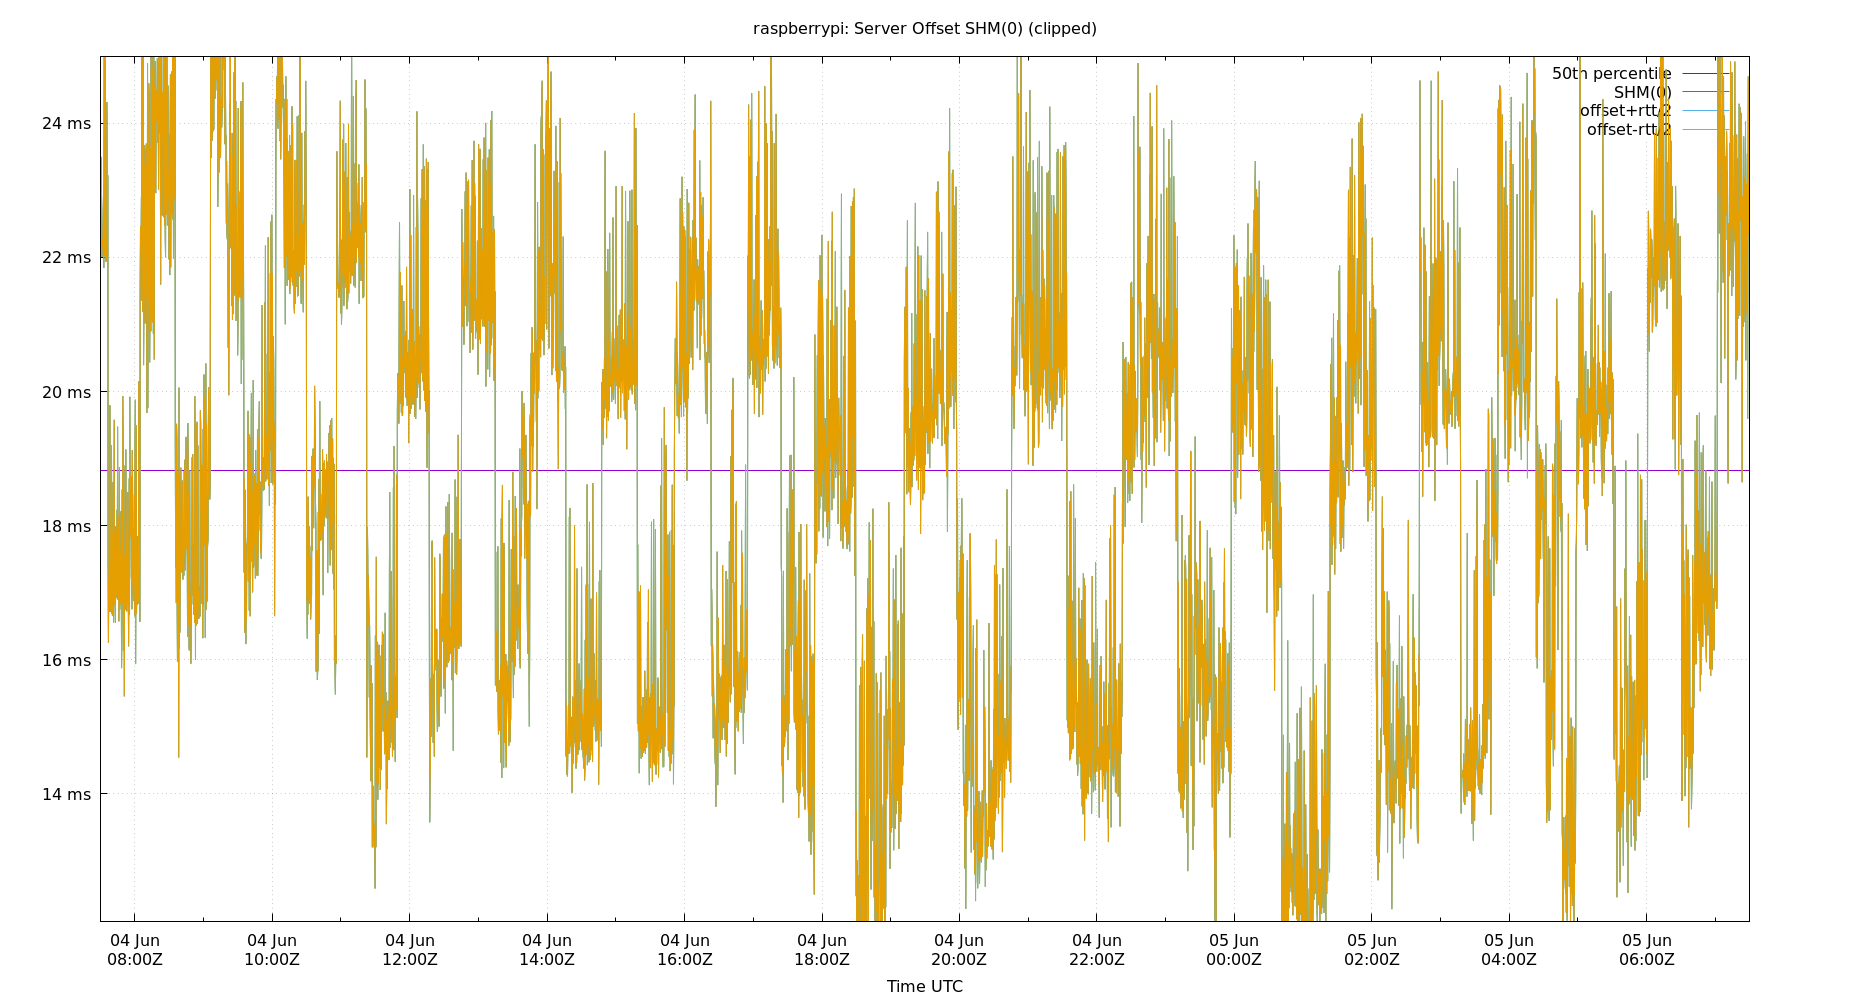 raspberrypi: Server Offset SHM(0) (clipped)
50th percentile
SHM(0)
offset+rtt/2
offset-rtt/2
24 ms
22 ms
20 ms
18 ms
16 ms
14 ms
04 Jun 04 Jun 04 Jun 04 Jun 04 Jun 04 Jun 04 Jun 04 Jun 05 Jun 05 Jun 05 Jun 05 Jun
08:00Z 10:00Z 12:00Z 14:00Z 16:00Z 18:00Z 20:00Z 22:00Z 00:00Z 02:00Z 04:00Z 06:00Z
Time UTC